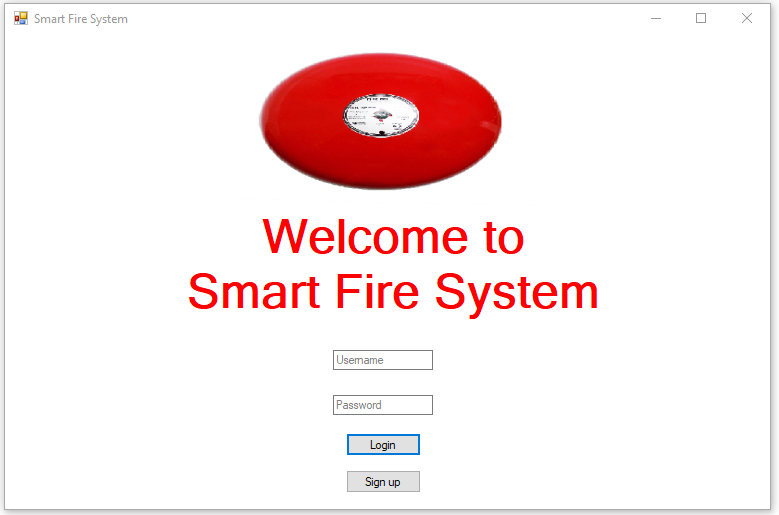 Smart Fire System
Welcome to
Smart Fire System
Username
Password
Login
Sign up